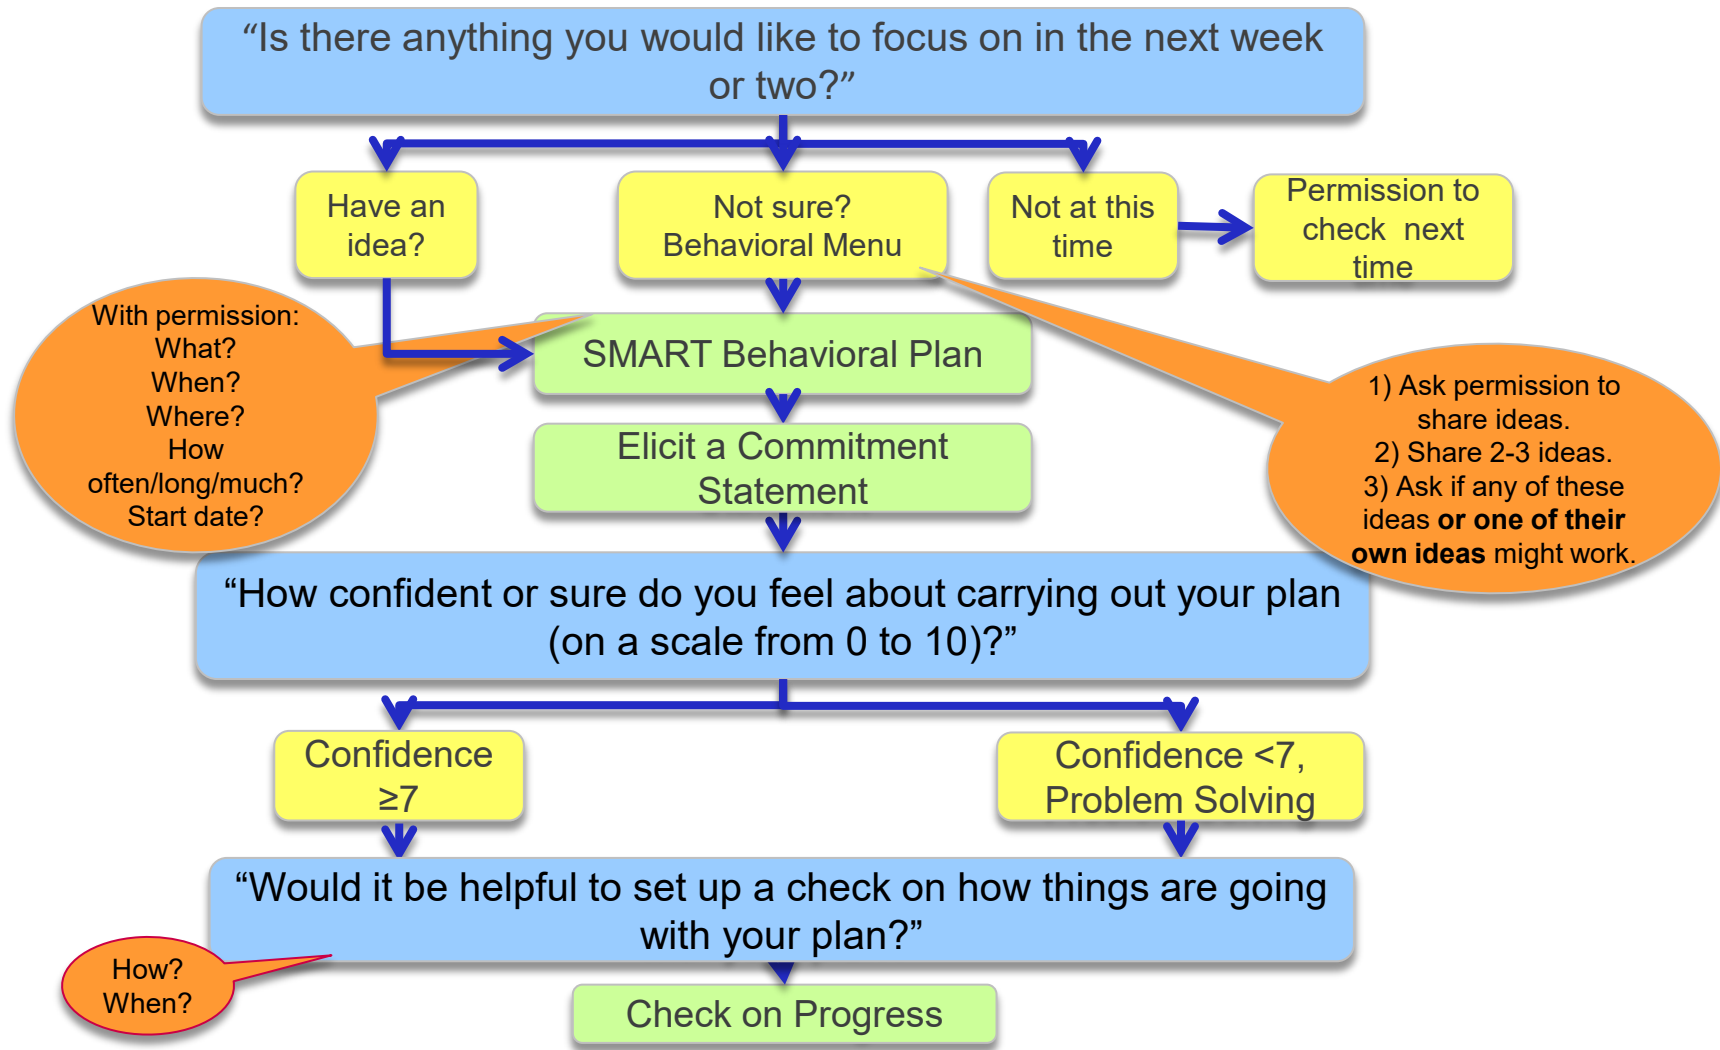 “Is there anything you would like to focus on in the next week
or two?”
Have an
idea?
Not sure?
Behavioral Menu
Not at this
time
Permission to
check next
time
With permission:
What?
When?
Where?
How
often/long/much?
Start date?
SMART Behavioral Plan
1) Ask permission to
share ideas.
2) Share 2-3 ideas.
3) Ask if any of these
ideas or one of their
own ideas might work.
Elicit a Commitment
Statement
“How confident or sure do you feel about carrying out your plan
(on a scale from 0 to 10)?”
Confidence
≥7
Confidence <7,
Problem Solving
“Would it be helpful to set up a check on how things are going
with your plan?”
How?
When?
Check on Progress